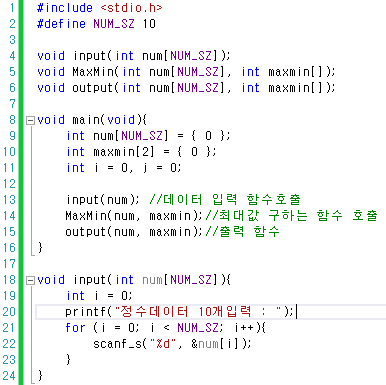 1 #include <stdio.h>
2 #define NUM_SZ 10
3
4 void input(int num[NUM_SZ]);
5 void MaxMin(int num[NUM_SZ], int maxmin[]);
6 void output(int num[NUM_SZ], int maxmin[]);
7
8 void main(void){
9 int num[NUM_SZ] = { 0 };
10 int maxmin[2] = { 0 };
11 int i = 0, j = 0;
12
13 input(num); //데이터 입력 함수호출
14 MaxMin(num, maxmin);//최대값 구하는 함수 호출
15 output(num, maxmin);//출력 함수
16 }
17
18 void input(int num[NUM_SZ]){
19 int i = 0;
20 printf("정수데이터 10개입력 : ");
21 for (i = 0; i < NUM_SZ; i++){
22 scanf_s("%d", &num[i]);
23 }
24 }